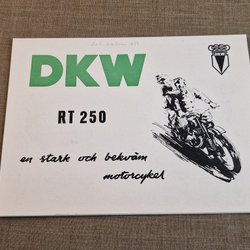 DKW
RT 250
en stark och bekväm
motorcykel